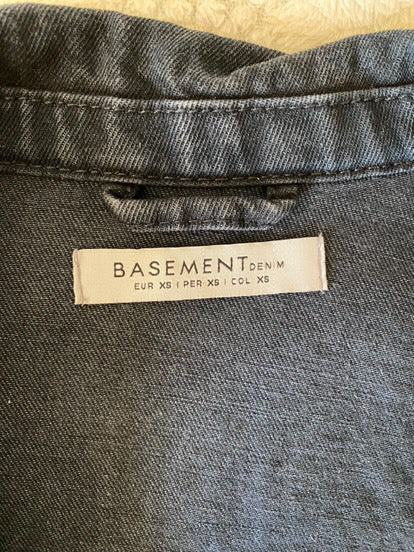 BASEMENT DENIM
EUR XS | PER XS | COL XS